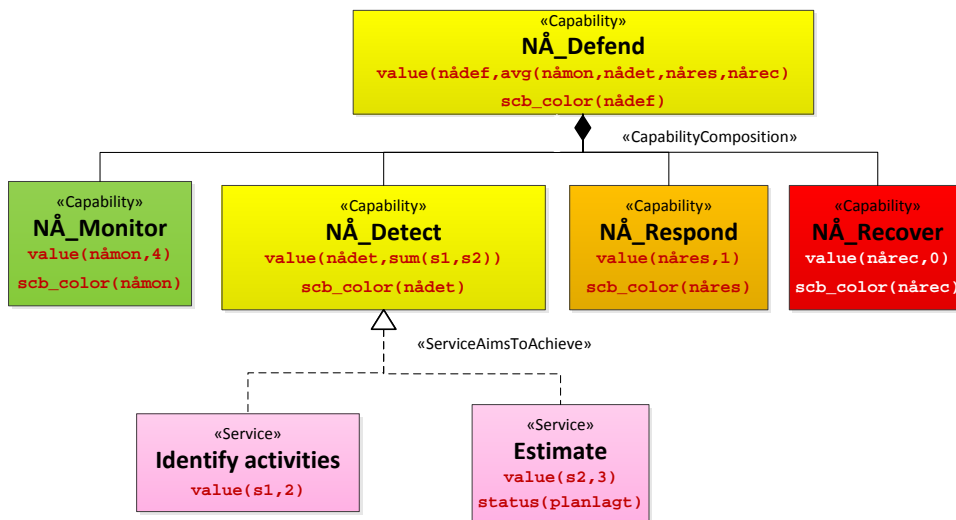 «Capability»
NÅ_Defend
value(nådef,avg(nåmon,nådet,nåres,nårec)
scb_color(nådef)
«CapabilityComposition»
«Capability»
NÅ_Monitor
value(nåmon,4)
scb_color(nåmon)
«Capability»
NÅ_Detect
value(nådet,sum(s1,s2))
scb_color(nådet)
«Capability»
NÅ_Respond
value(nåres,1)
scb_color(nåres)
«Capability»
NÅ_Recover
value(nårec,0)
scb_color(nårec)
«ServiceAimsToAchieve»
«Service»
Identify activities
value(s1,2)
«Service»
Estimate
value(s2,3)
status(planlagt)